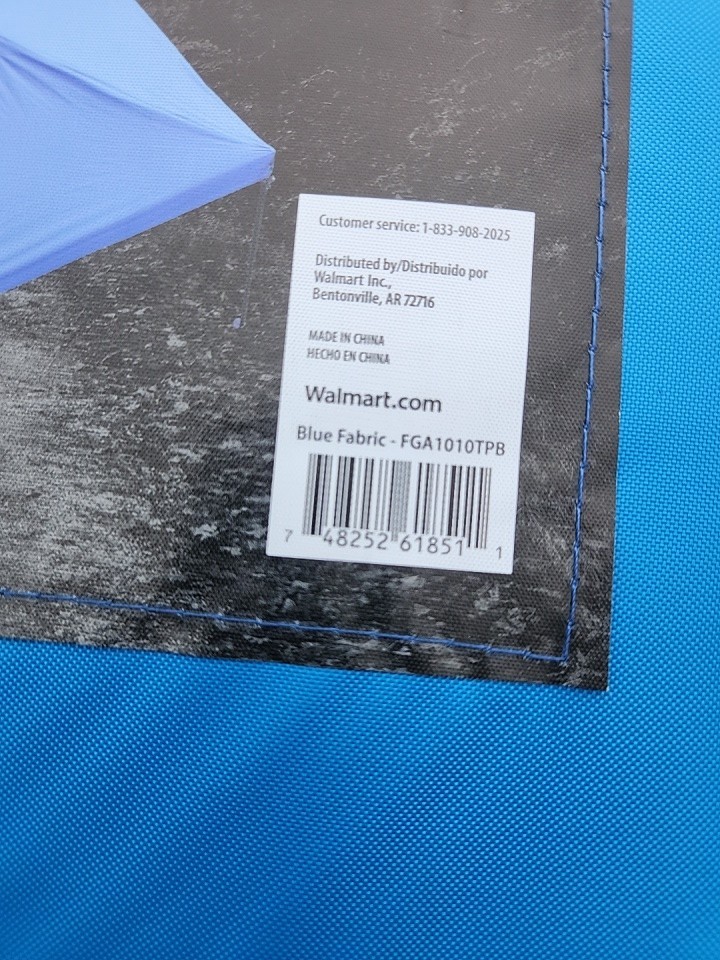 Customer service: 1-833-908-2025
Distributed by/Distribuido por
Walmart Inc.,
Bentonville, AR 72716
MADE IN CHINA
HECHO EN CHINA
Walmart.com
Blue Fabric - FGA1010TPB
7 48252 61851 1